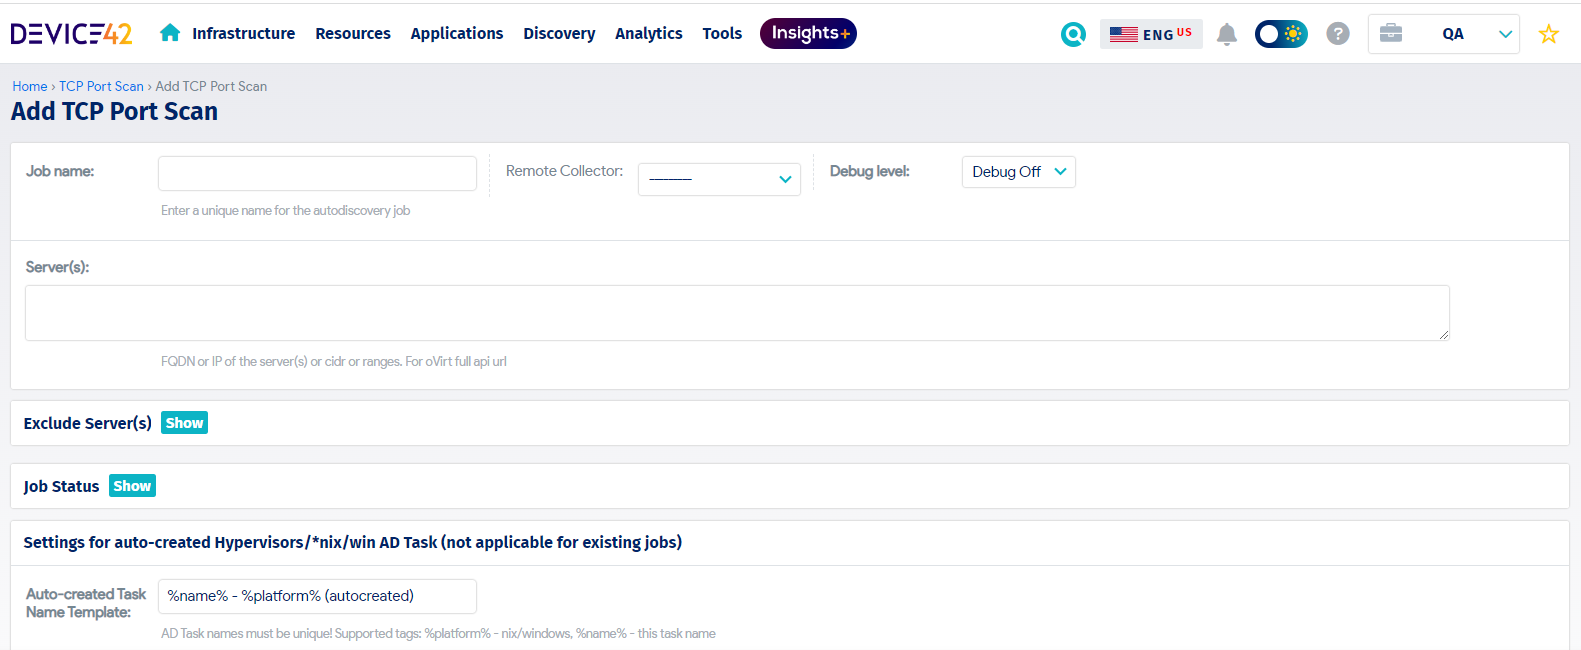 DEVICE42 Infrastructure Resources Applications Discovery Analytics Tools Insights+ ENG US ? QA
Home › TCP Port Scan › Add TCP Port Scan
Add TCP Port Scan
Job name: Remote Collector: --------- Debug level: Debug Off
Enter a unique name for the autodiscovery job
Server(s):
FQDN or IP of the server(s) or cidr or ranges. For oVirt full api url
Exclude Server(s) Show
Job Status Show
Settings for auto-created Hypervisors/*nix/win AD Task (not applicable for existing jobs)
Auto-created Task
Name Template: %name% - %platform% (autocreated)
AD Task names must be unique! Supported tags: %platform% - nix/windows, %name% - this task name